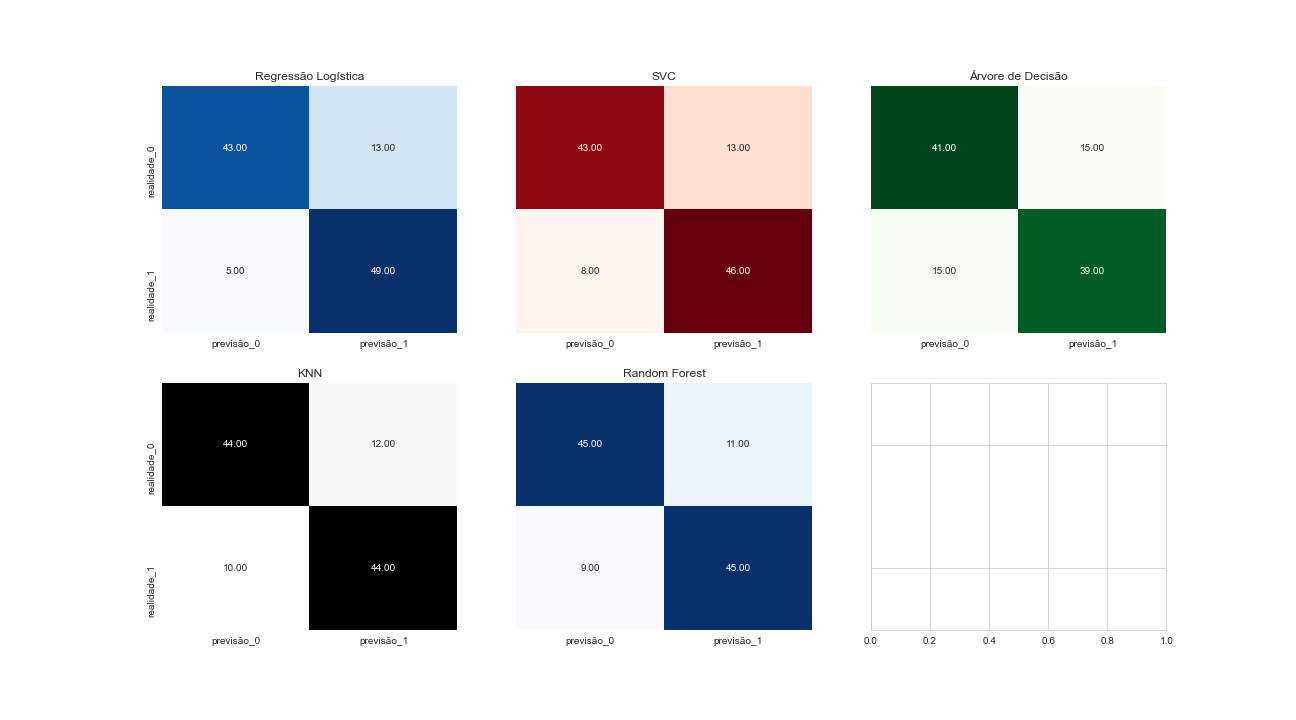 Regressão Logística
SVC
Árvore de Decisão
realidade_0
43.00
13.00
43.00
13.00
41.00
15.00
realidade_1
5.00
49.00
8.00
46.00
15.00
39.00
previsão_0
previsão_1
previsão_0
previsão_1
previsão_0
previsão_1
KNN
Random Forest
realidade_0
44.00
12.00
45.00
11.00
realidade_1
10.00
44.00
9.00
45.00
previsão_0
previsão_1
previsão_0
previsão_1
0.0
0.2
0.4
0.6
0.8
1.0